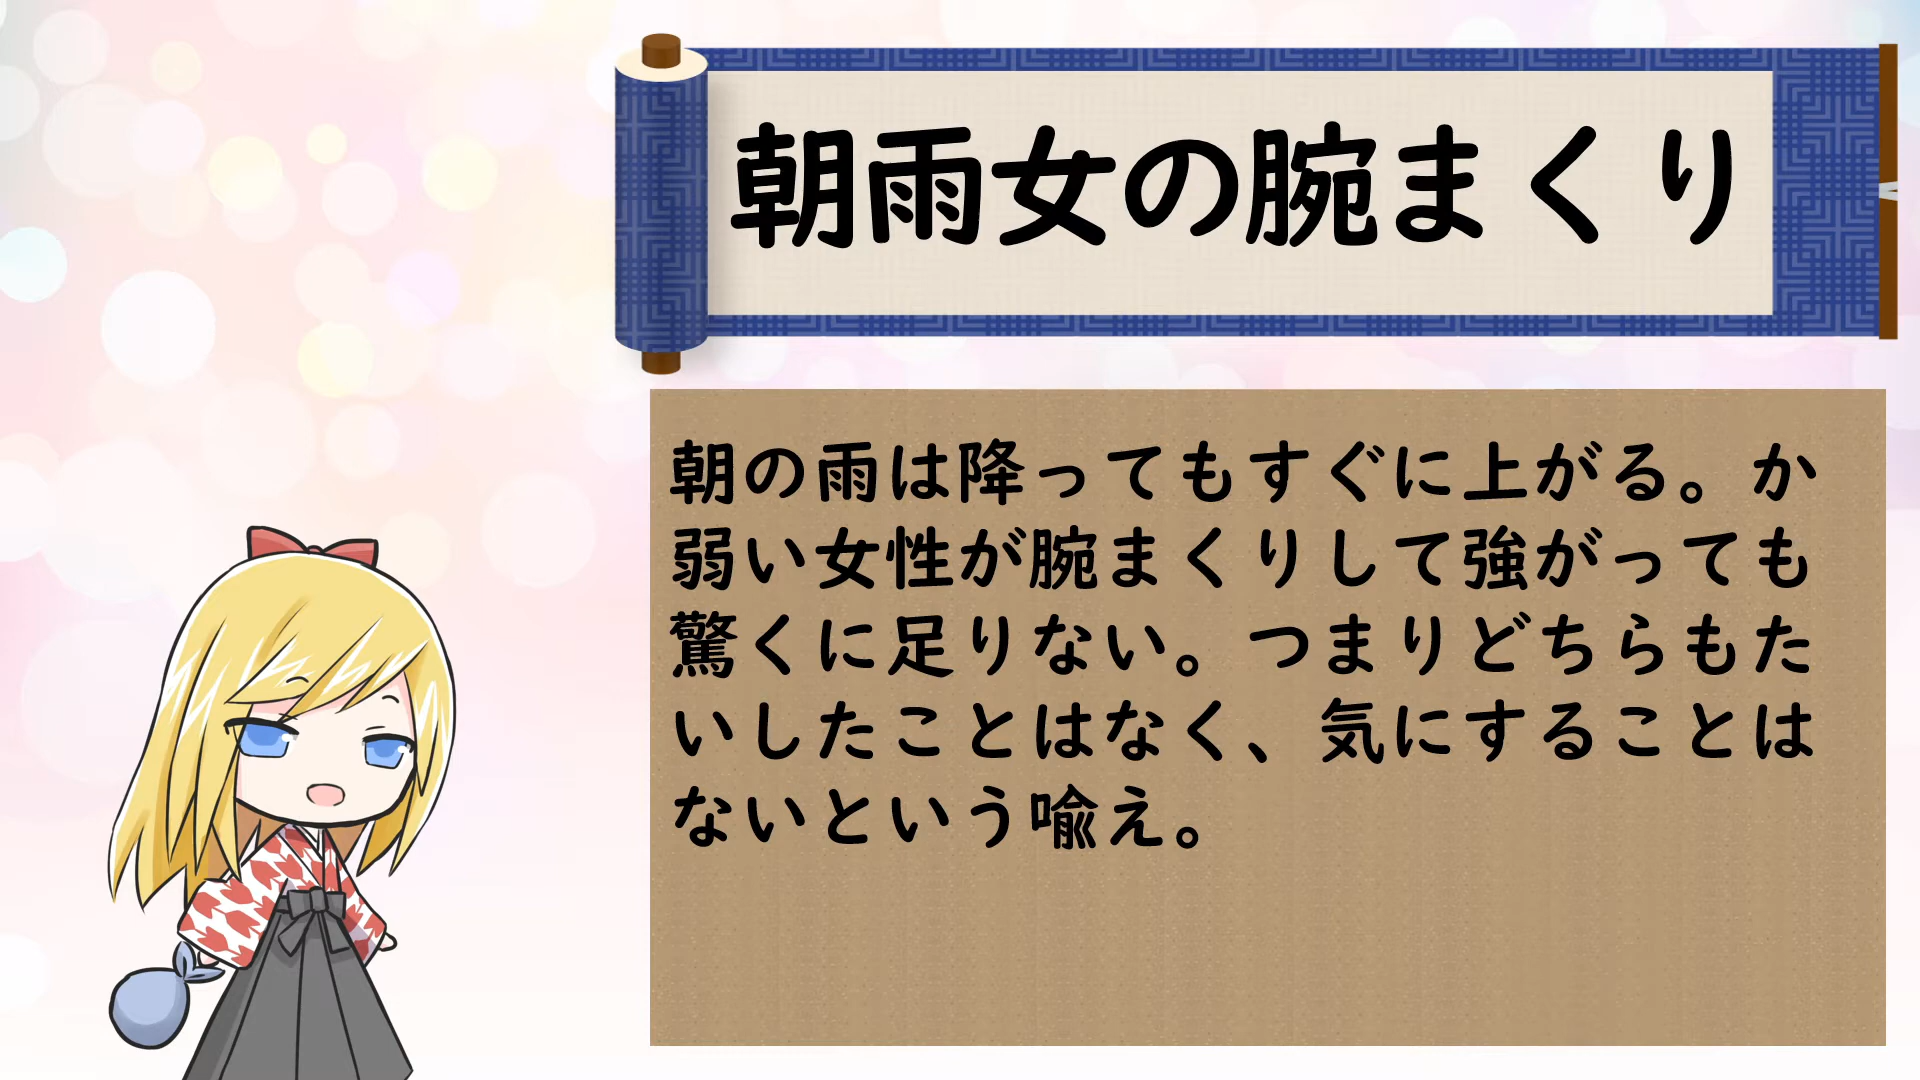 朝雨女の腕まくり
朝の雨は降ってもすぐに上がる。か
弱い女性が腕まくりして強がっても
驚くに足りない。つまりどちらもた
いしたことはなく、気にすることは
ないという喩え。